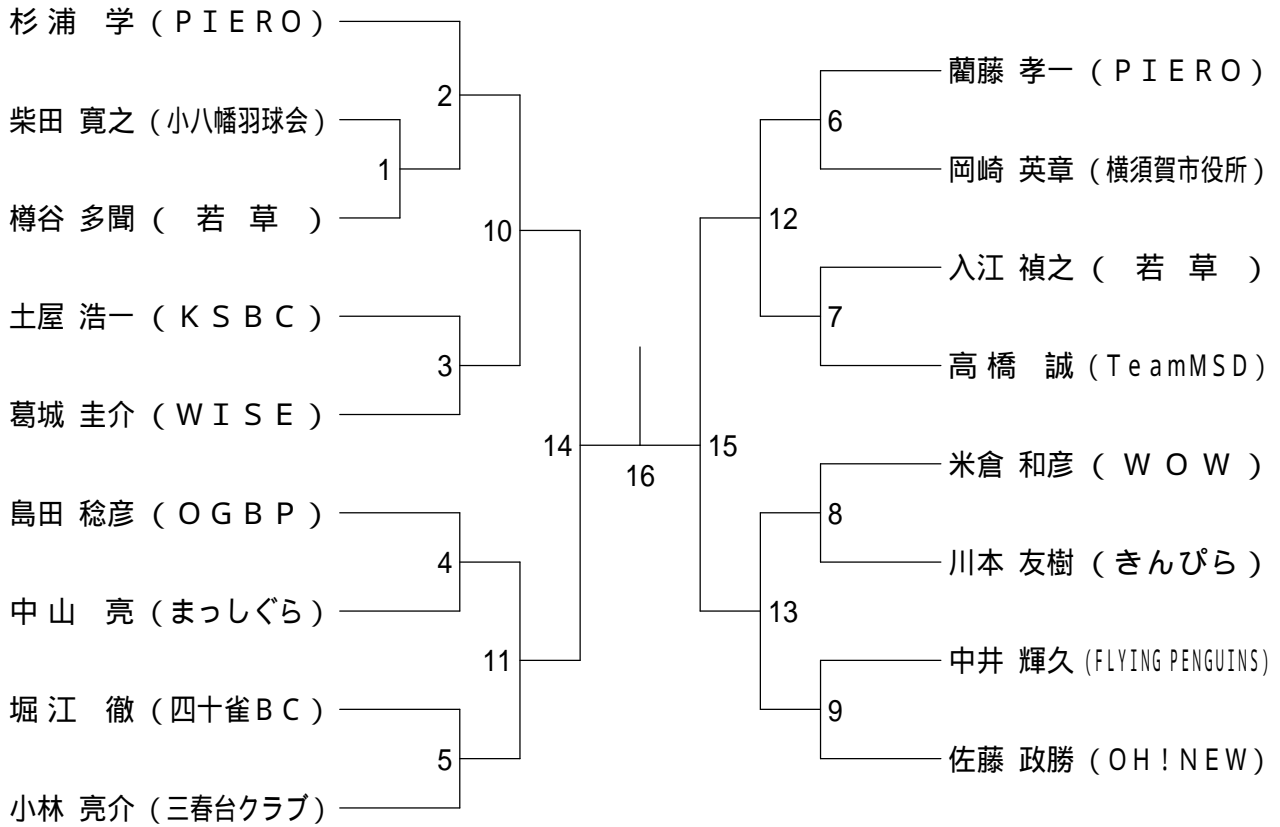 杉浦 学 (PIERO)
柴田 寛之 (小八幡羽球会)
樽谷 多聞 (若草)
土屋 浩一 (KSBC)
葛城 圭介 (WISE)
島田 稔彦 (OGBP)
中山 亮 (まっしぐら)
堀江 徹 (四十雀BC)
小林 亮介 (三春台クラブ)
1
2
3
4
5
10
11
14
16
15
12
13
6
7
8
9
藺藤 孝一 (PIERO)
岡崎 英章 (横須賀市役所)
入江 禎之 (若草)
高橋 誠 (TeamMSD)
米倉 和彦 (WOW)
川本 友樹 (きんぴら)
中井 輝久 (FLYING PENGUINS)
佐藤 政勝 (OH!NEW)